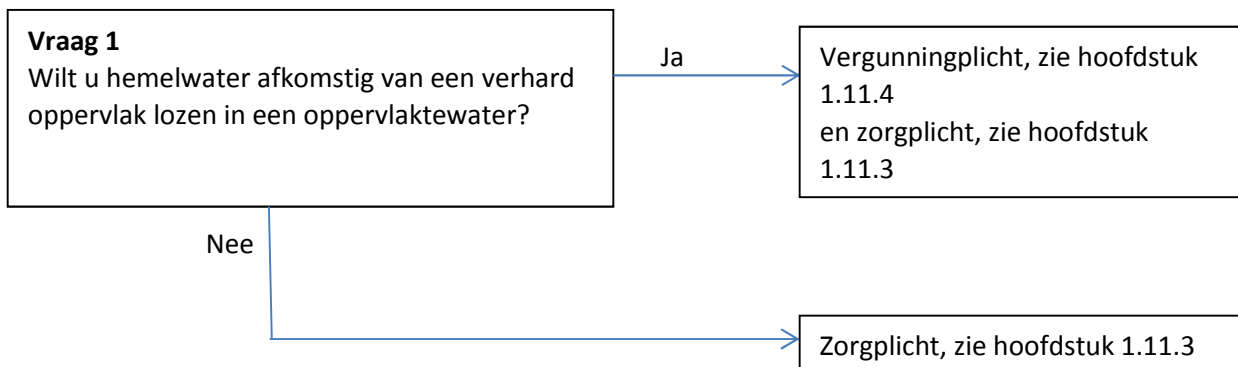 Vraag 1
Wilt u hemelwater afkomstig van een verhard
oppervlak lozen in een oppervlaktewater?
Ja
Vergunningplicht, zie hoofdstuk
1.11.4
en zorgplicht, zie hoofdstuk
1.11.3
Nee
Zorgplicht, zie hoofdstuk 1.11.3